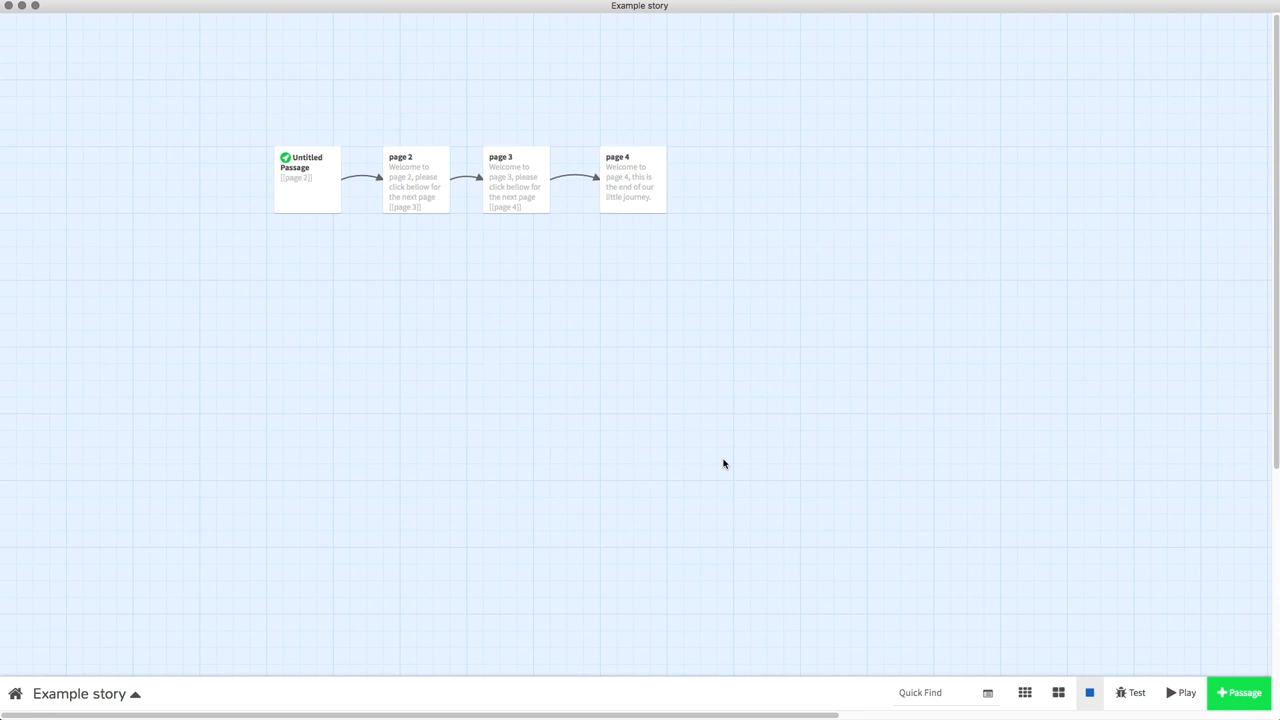 Example story
Untitled
Passage
[[page 2]]
page 2
Welcome to
page 2, please
click bellow for
the next page
[[page 3]]
page 3
Welcome to
page 3, please
click bellow for
the next page
[[page 4]]
page 4
Welcome to
page 4, this is
the end of our
little journey.
Example story
Quick Find
Test
Play
+Passage